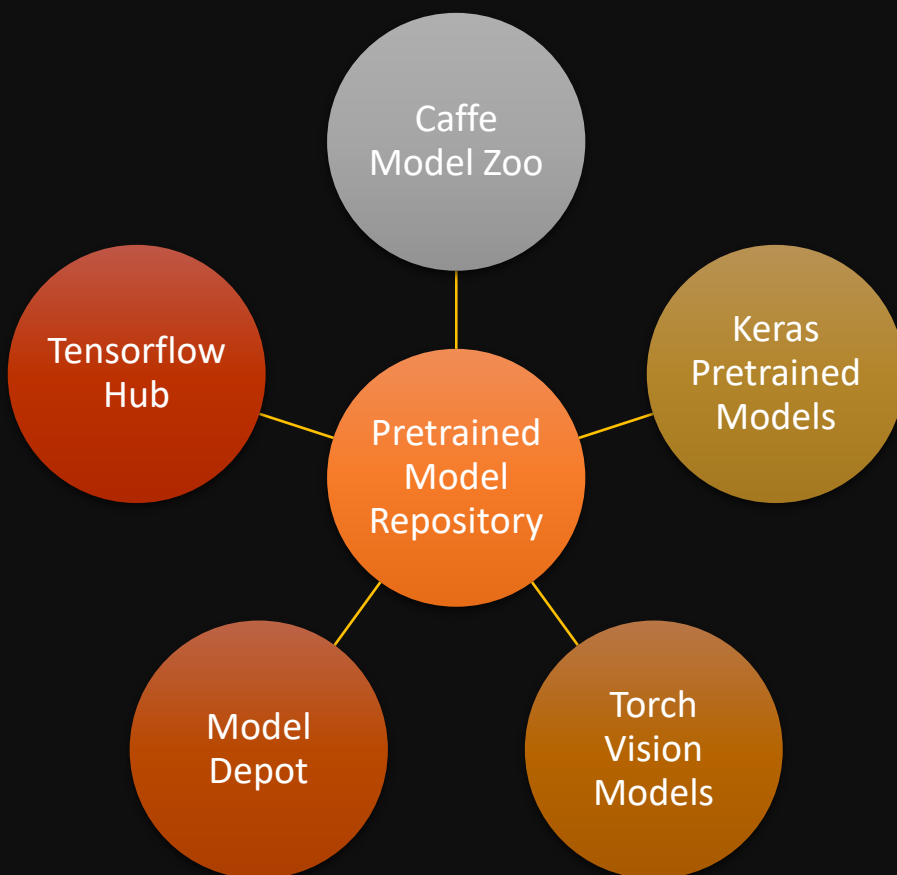 Caffe
Model Zoo
Tensorflow
Hub
Keras
Pretrained
Models
Pretrained
Model
Repository
Model
Depot
Torch
Vision
Models